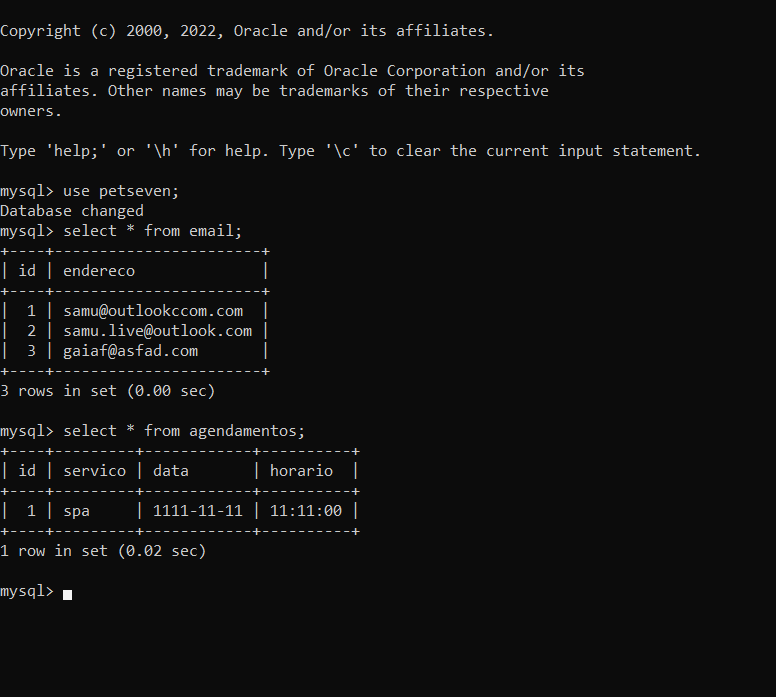 Copyright (c) 2000, 2022, Oracle and/or its affiliates.
Oracle is a registered trademark of Oracle Corporation and/or its
affiliates. Other names may be trademarks of their respective
owners.
Type 'help;' or '\h' for help. Type '\c' to clear the current input statement.
mysql> use petseven;
Database changed
mysql> select * from email;
+----+-----------------------+
| id | endereco              |
+----+-----------------------+
|  1 | samu@outlookccom.com  |
|  2 | samu.live@outlook.com |
|  3 | gaiaf@asfad.com       |
+----+-----------------------+
3 rows in set (0.00 sec)
mysql> select * from agendamentos;
+----+---------+------------+----------+
| id | servico | data       | horario  |
+----+---------+------------+----------+
|  1 | spa     | 1111-11-11 | 11:11:00 |
+----+---------+------------+----------+
1 row in set (0.02 sec)
mysql>